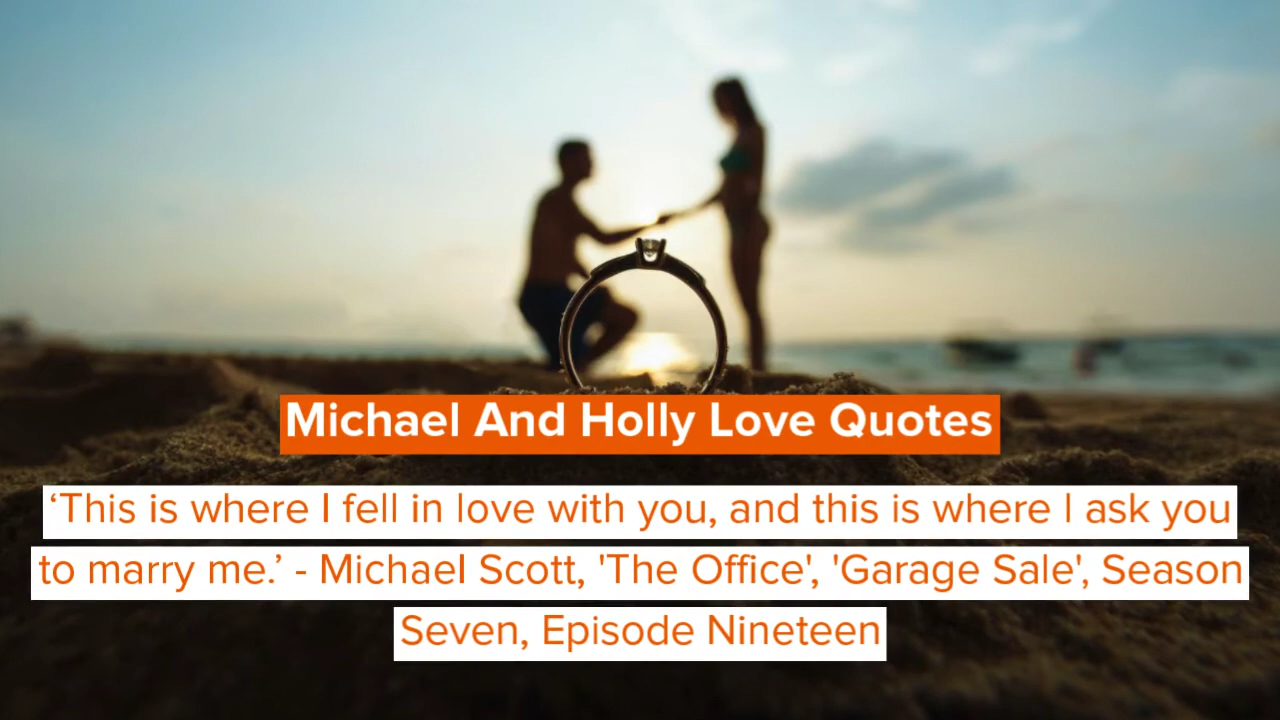 Michael And Holly Love Quotes
‘This is where I fell in love with you, and this is where I ask you
to marry me.’ - Michael Scott, 'The Office', 'Garage Sale', Season
Seven, Episode Nineteen